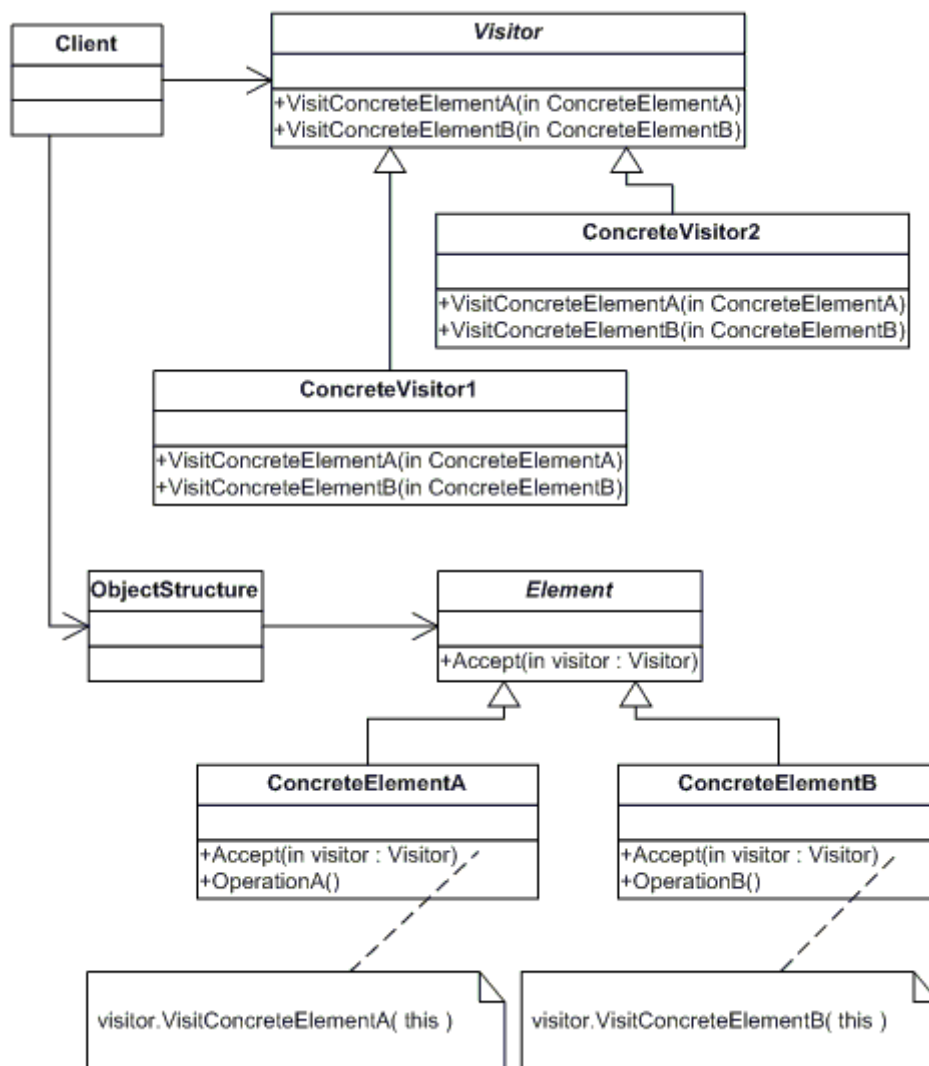 Client
Visitor
+VisitConcreteElementA(in ConcreteElementA)
+VisitConcreteElementB(in ConcreteElementB)
ConcreteVisitor2
+VisitConcreteElementA(in ConcreteElementA)
+VisitConcreteElementB(in ConcreteElementB)
ConcreteVisitor1
+VisitConcreteElementA(in ConcreteElementA)
+VisitConcreteElementB(in ConcreteElementB)
ObjectStructure
Element
+Accept(in visitor : Visitor)
ConcreteElementA
+Accept(in visitor : Visitor)
+OperationA()
ConcreteElementB
+Accept(in visitor : Visitor)
+OperationB()
visitor.VisitConcreteElementA( this )
visitor.VisitConcreteElementB( this )